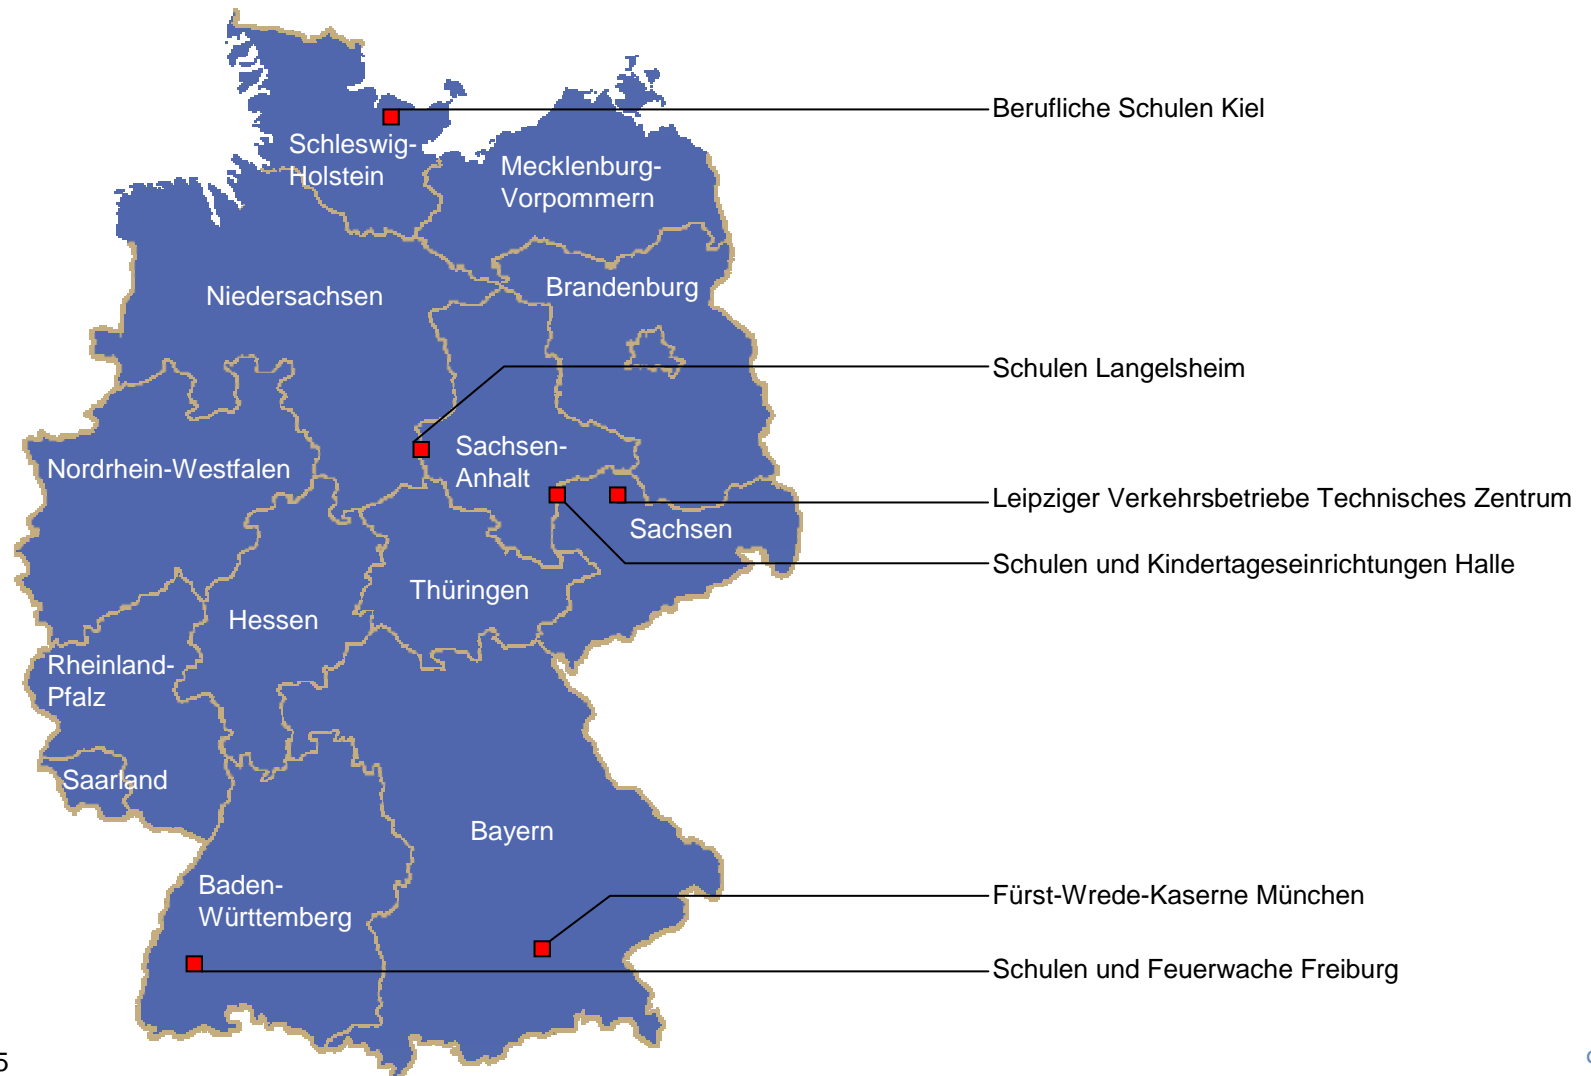 Berufliche Schulen Kiel
Schleswig-
Holstein
Mecklenburg-
Vorpommern
Niedersachsen
Brandenburg
Schulen Langelsheim
Sachsen-
Anhalt
Nordrhein-Westfalen
Leipziger Verkehrsbetriebe Technisches Zentrum
Sachsen
Schulen und Kindertageseinrichtungen Halle
Thüringen
Hessen
Rheinland-
Pfalz
Saarland
Bayern
Baden-
Württemberg
Fürst-Wrede-Kaserne München
Schulen und Feuerwache Freiburg
5